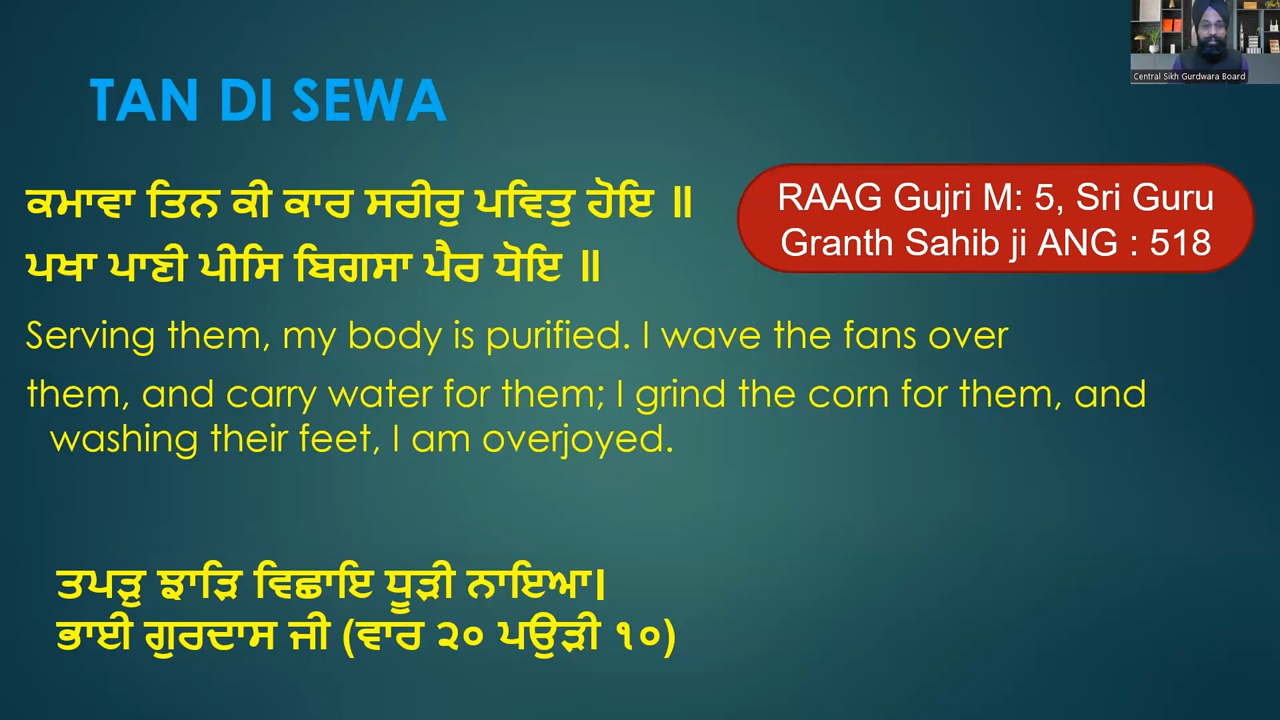 Central Sikh Gurdwara Board
TAN DI SEWA
ਕਮਾਵਾ ਤਿਨ ਕੀ ਕਾਰ ਸਰੀਰੁ ਪਵਿਤੁ ਹੋਇ ॥
ਪਖਾ ਪਾਣੀ ਪੀਸਿ ਬਿਗਸਾ ਪੈਰ ਧੋਇ ॥
RAAG Gujri M: 5, Sri Guru
Granth Sahib ji ANG : 518
Serving them, my body is purified. I wave the fans over
them, and carry water for them; I grind the corn for them, and
washing their feet, I am overjoyed.
ਤਪੜੁ ਝਾੜਿ ਵਿਛਾਇ ਧੂੜੀ ਨਾਇਆ।
ਭਾਈ ਗੁਰਦਾਸ ਜੀ (ਵਾਰ ੨੦ ਪਉੜੀ ੧੦)